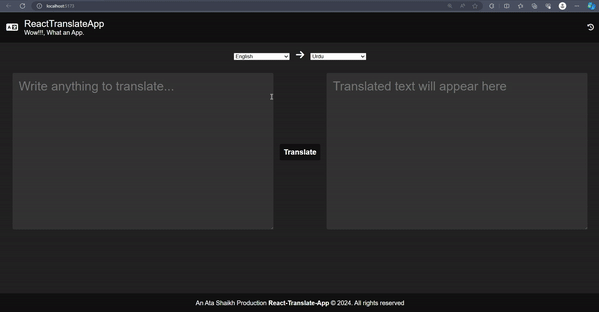 localhost:5173
ReactTranslateApp
Wow!!!, What an App.
English
Urdu
Write anything to translate...
Translated text will appear here
Translate
An Ata Shaikh Production React-Translate-App © 2024. All rights reserved